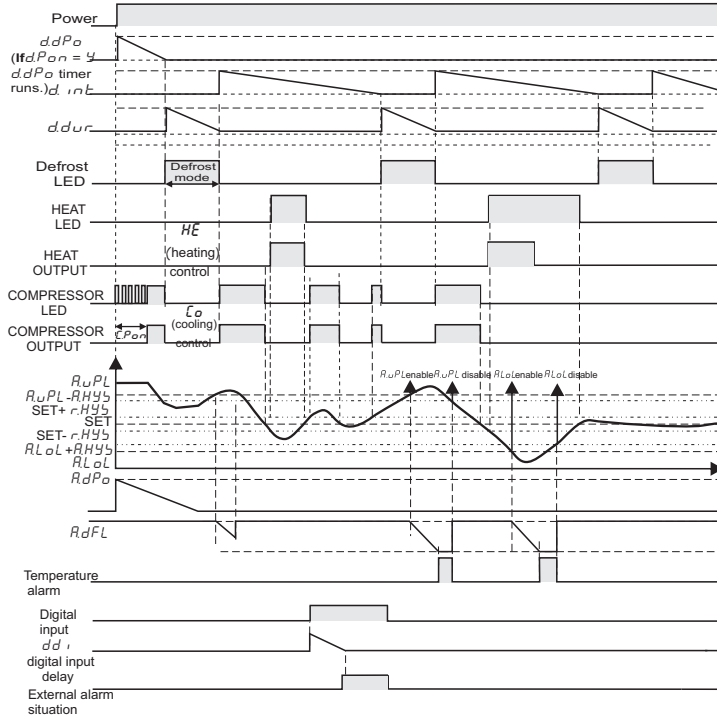 Power
d.dPo
(If d.Pon = y
d.dPo timer
runs.) d. int
d.dur
Defrost
LED
Defrost
mode
HEAT
LED
HE
HEAT
OUTPUT
(heating)
control
COMPRESSOR
LED
Co
COMPRESSOR
OUTPUT
C.Pon
(cooling)
control
A.uPL enable A.uPL disable A.LoL enable A.LoL disable
A.uPL
A.uPL-A.HYS
SET+ r.HYS
SET
SET- r.HYS
A.LoL+A.HYS
A.LoL
A.dPo
A.dFL
Temperature
alarm
Digital
input
d.d i
digital input
delay
External alarm
situation